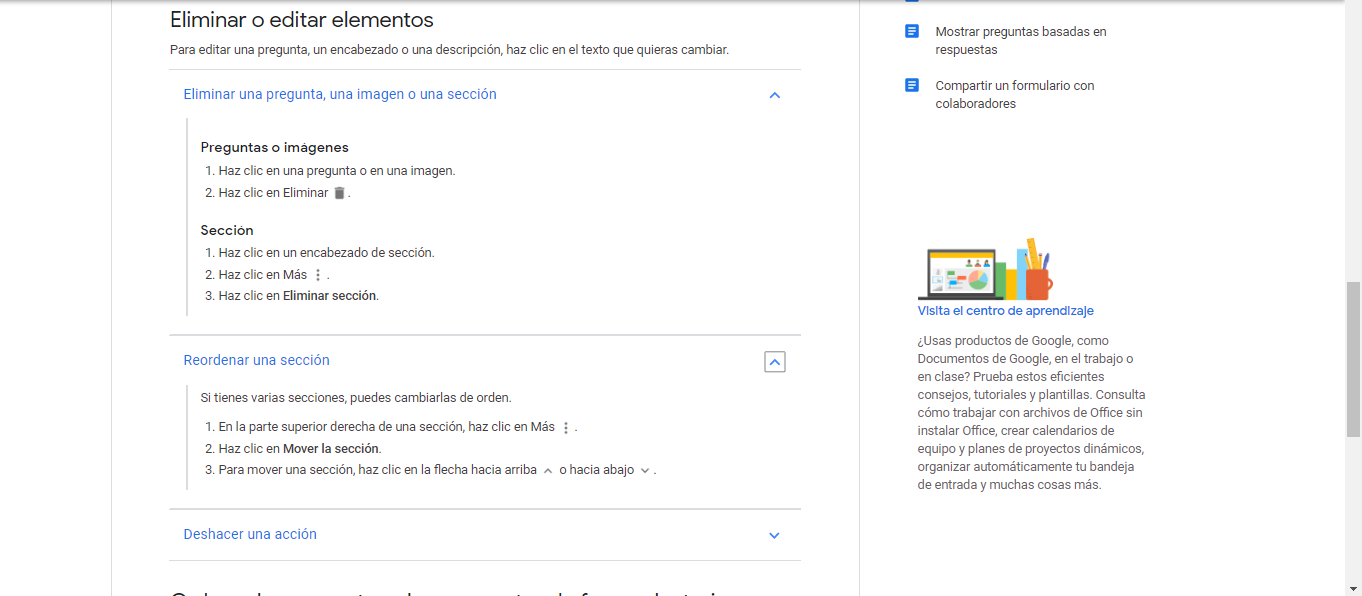 Eliminar o editar elementos
Para editar una pregunta, un encabezado o una descripción, haz clic en el texto que quieras cambiar.
Eliminar una pregunta, una imagen o una sección
Preguntas o imágenes
1. Haz clic en una pregunta o en una imagen.
2. Haz clic en Eliminar .
Sección
1. Haz clic en un encabezado de sección.
2. Haz clic en Más .
3. Haz clic en Eliminar sección.
Reordenar una sección
Si tienes varias secciones, puedes cambiarlas de orden.
1. En la parte superior derecha de una sección, haz clic en Más .
2. Haz clic en Mover la sección.
3. Para mover una sección, haz clic en la flecha hacia arriba o hacia abajo .
Deshacer una acción
Mostrar preguntas basadas en
respuestas
Compartir un formulario con
colaboradores
Visita el centro de aprendizaje
¿Usas productos de Google, como
Documentos de Google, en el trabajo o
en clase? Prueba estos eficientes
consejos, tutoriales y plantillas. Consulta
cómo trabajar con archivos de Office sin
instalar Office, crear calendarios de
equipo y planes de proyectos dinámicos,
organizar automáticamente tu bandeja
de entrada y muchas cosas más.